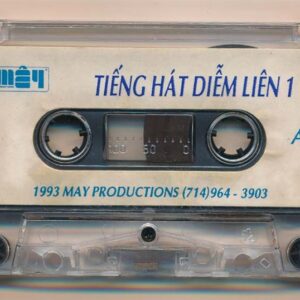 mây
TIẾNG HÁT DIỄM LIÊN 1
A
100 50 0
1993 MAY PRODUCTIONS (714)964 - 3903